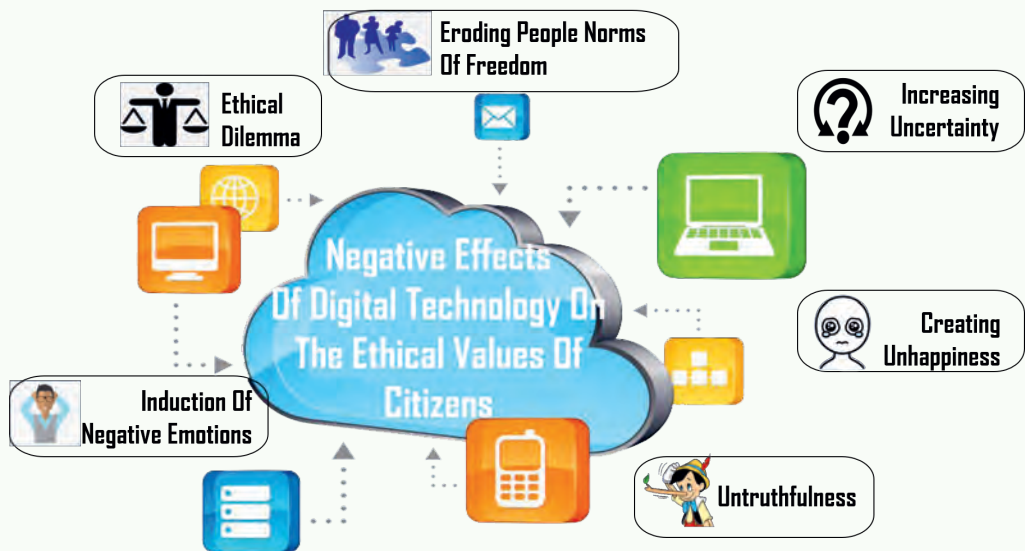 Eroding People Norms
Of Freedom
Ethical
Dilemma
Increasing
Uncertainty
Negative Effects
Of Digital Technology On
The Ethical Values Of
Citizens
Creating
Unhappiness
Induction Of
Negative Emotions
Untruthfulness